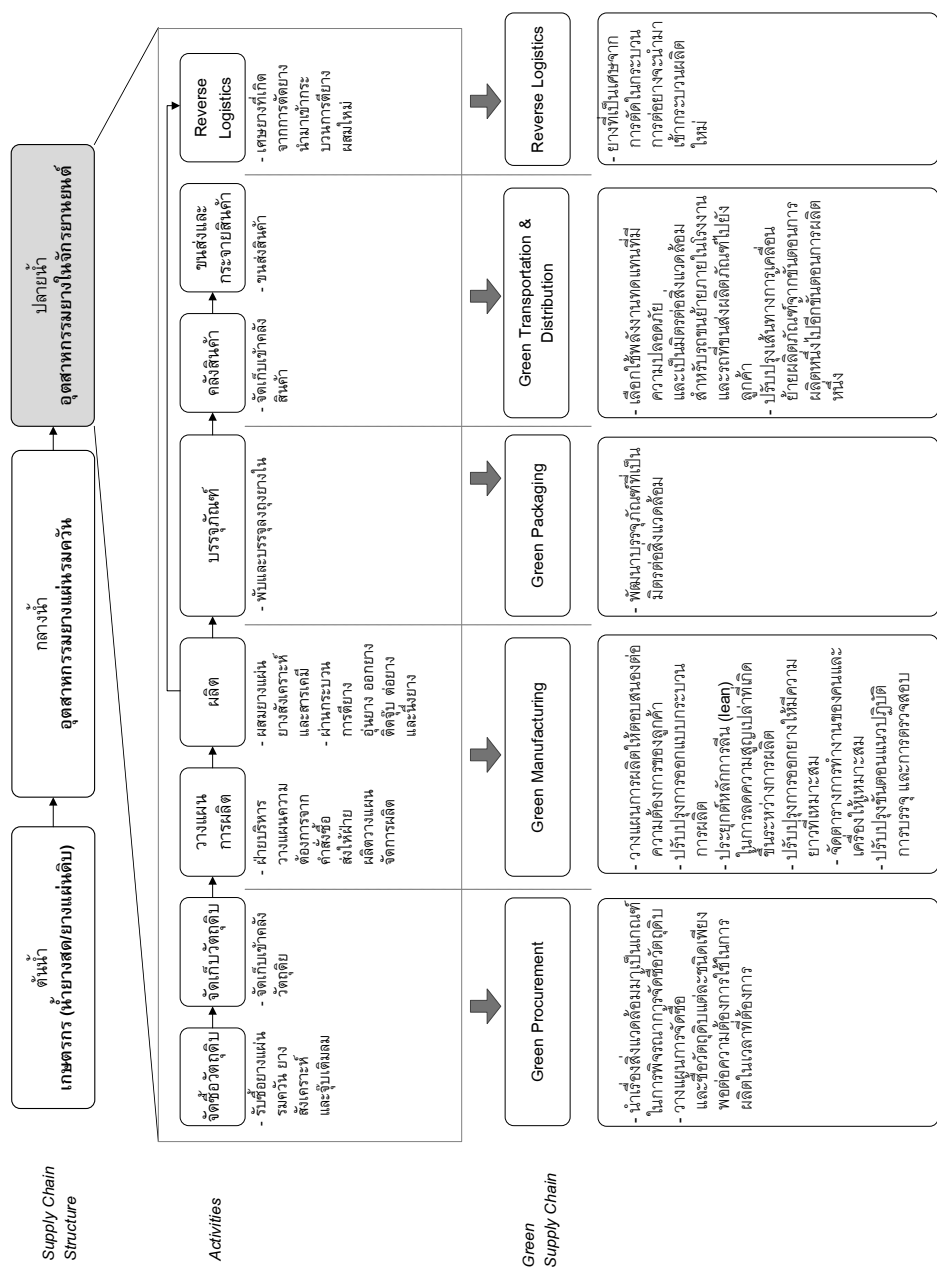 Supply Chain
Structure
ต้นน้ำ
เกษตรกร (น้ำยางสด/ยางแผ่นดิบ)
กลางน้ำ
อุตสาหกรรมยางแผ่นรมควัน
ปลายน้ำ
อุตสาหกรรมยางในจักรยานยนต์
Activities
จัดซื้อวัตถุดิบ
- รับซื้อยางแผ่น
รมควัน ยาง
สังเคราะห์
และจุ๊บเติมลม
จัดเก็บวัตถุดิบ
- จัดเก็บเข้าคลัง
วัตถุดิย
วางแผน
การผลิต
- ฝ่ายบริหาร
วางแผนความ
ต้องการจาก
คำสั่งซื้อ
ส่งให้ฝ่าย
ผลิตวางแผน
จัดการผลิต
ผลิต
- ผสมยางแผ่น
ยางสังเคราะห์
และสารเคมี
- ผ่านกระบวน
การตียาง
อุ่นยาง ออกยาง
ติดจุ๊บ ต่อยาง
และนึ่งยาง
บรรจุภัณฑ์
- พับและบรรจุลงถุงยางใน
คลังสินค้า
- จัดเก็บเข้าคลัง
สินค้า
ขนส่งและ
กระจายสินค้า
- ขนส่งสินค้า
Reverse
Logistics
- เศษยางที่เกิด
จากการตัดยาง
นำมาเข้ากระ
บวนการตียาง
ผสมใหม่
Green
Supply Chain
Green Procurement
- นำเรื่องสิ่งแวดล้อมมาเป็นเกณฑ์
ในการพิจรณาการจัดซื้อวัตถุดิบ
- วางแผนการจัดซื้อ
และซื้อวัตถุดิบแต่ละชนิดเพียง
พอต่อความต้องการใช้ในการ
ผลิตในเวลาที่ต้องการ
Green Manufacturing
- วางแผนการผลิตให้ตอบสนองต่อ
ความต้องการของลูกค้า
- ปรับปรุงการออกแบบกระบวน
การผลิต
- ประยุกต์หลักการลีน (lean)
ในการลดความสูญเปล่าที่เกิด
ขึ้นระหว่างการผลิต
- ปรับปรุงการออกยางให้มีความ
ยาวที่เหมาะสม
- จัดตารางการทำงานของคนและ
เครื่องให้เหมาะสม
- ปรับปรุงขั้นตอนแนวปฏิบัติ
การบรรจุ และการตรวจสอบ
Green Packaging
- พัฒนาบรรจุภัณฑ์ที่เป็น
มิตรต่อสิ่งแวดล้อม
Green Transportation &
Distribution
- เลือกใช้พลังงานทดแทนที่มี
ความปลอดภัย
และเป็นมิตรต่อสิ่งแวดล้อม
สำหรับรถขนย้ายภายในโรงงาน
และรถที่ขนส่งผลิตภัณฑ์ไปยัง
ลูกค้า
- ปรับปรุงเส้นทางการเคลื่อน
ย้ายผลิตภัณฑ์จากขั้นตอนการ
ผลิตหนึ่งไปอีกขั้นตอนการผลิต
หนึ่ง
Reverse Logistics
- ยางที่เป็นเศษจาก
การตัดในกระบวน
การต่อยางจะนำมา
เข้ากระบวนผลิต
ใหม่